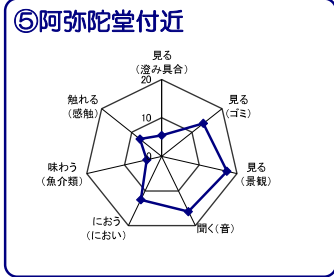 ⑤阿弥陀堂付近
見る
(澄み具合)
20
触れる
(感触)
見る
(ゴミ)
10
0
味わう
(魚介類)
見る
(景観)
におう
(におい)
聞く(音)